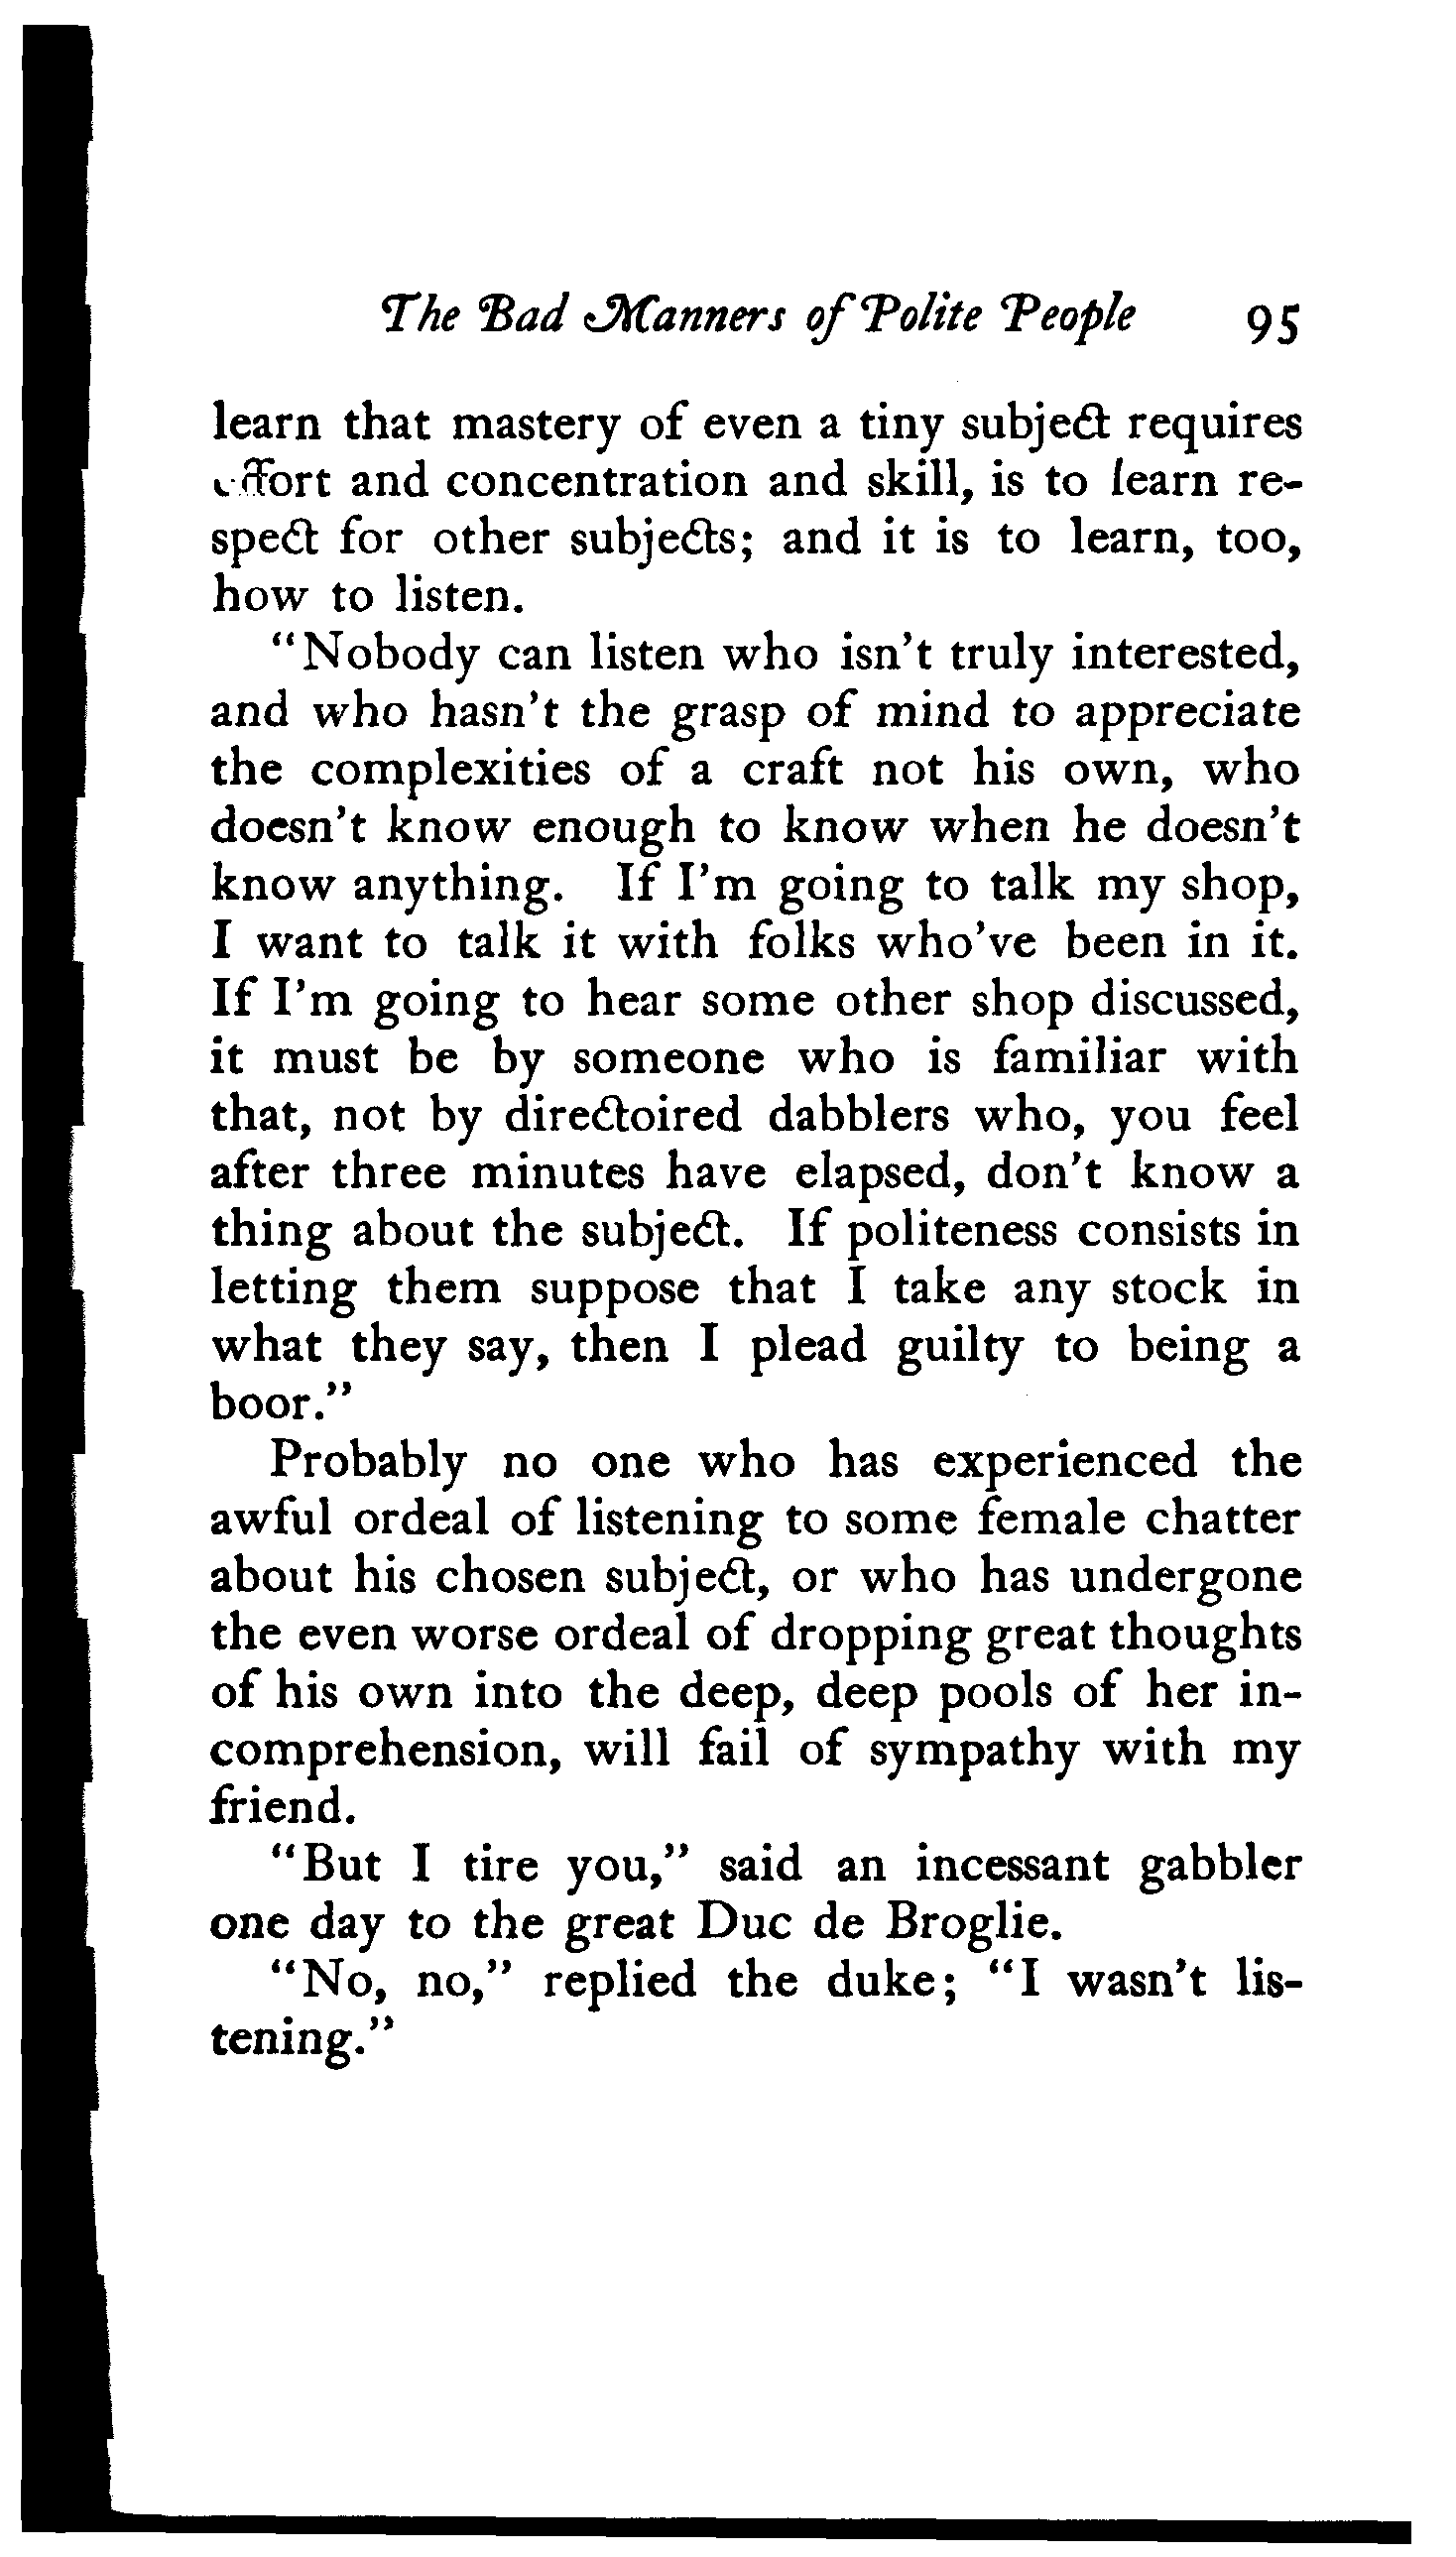 The Bad Manners of Polite People 95
learn that mastery of even a tiny subject requires
effort and concentration and skill, is to learn re-
spect for other subjects; and it is to learn, too,
how to listen.
"Nobody can listen who isn't truly interested,
and who hasn't the grasp of mind to appreciate
the complexities of a craft not his own, who
doesn't know enough to know when he doesn't
know anything. If I'm going to talk my shop,
I want to talk it with folks who've been in it.
If I'm going to hear some other shop discussed,
it must be by someone who is familiar with
that, not by directoired dabblers who, you feel
after three minutes have elapsed, don't know a
thing about the subject. If politeness consists in
letting them suppose that I take any stock in
what they say, then I plead guilty to being a
boor."
Probably no one who has experienced the
awful ordeal of listening to some female chatter
about his chosen subject, or who has undergone
the even worse ordeal of dropping great thoughts
of his own into the deep, deep pools of her in-
comprehension, will fail of sympathy with my
friend.
"But I tire you," said an incessant gabbler
one day to the great Duc de Broglie.
"No, no," replied the duke; "I wasn't lis-
tening."